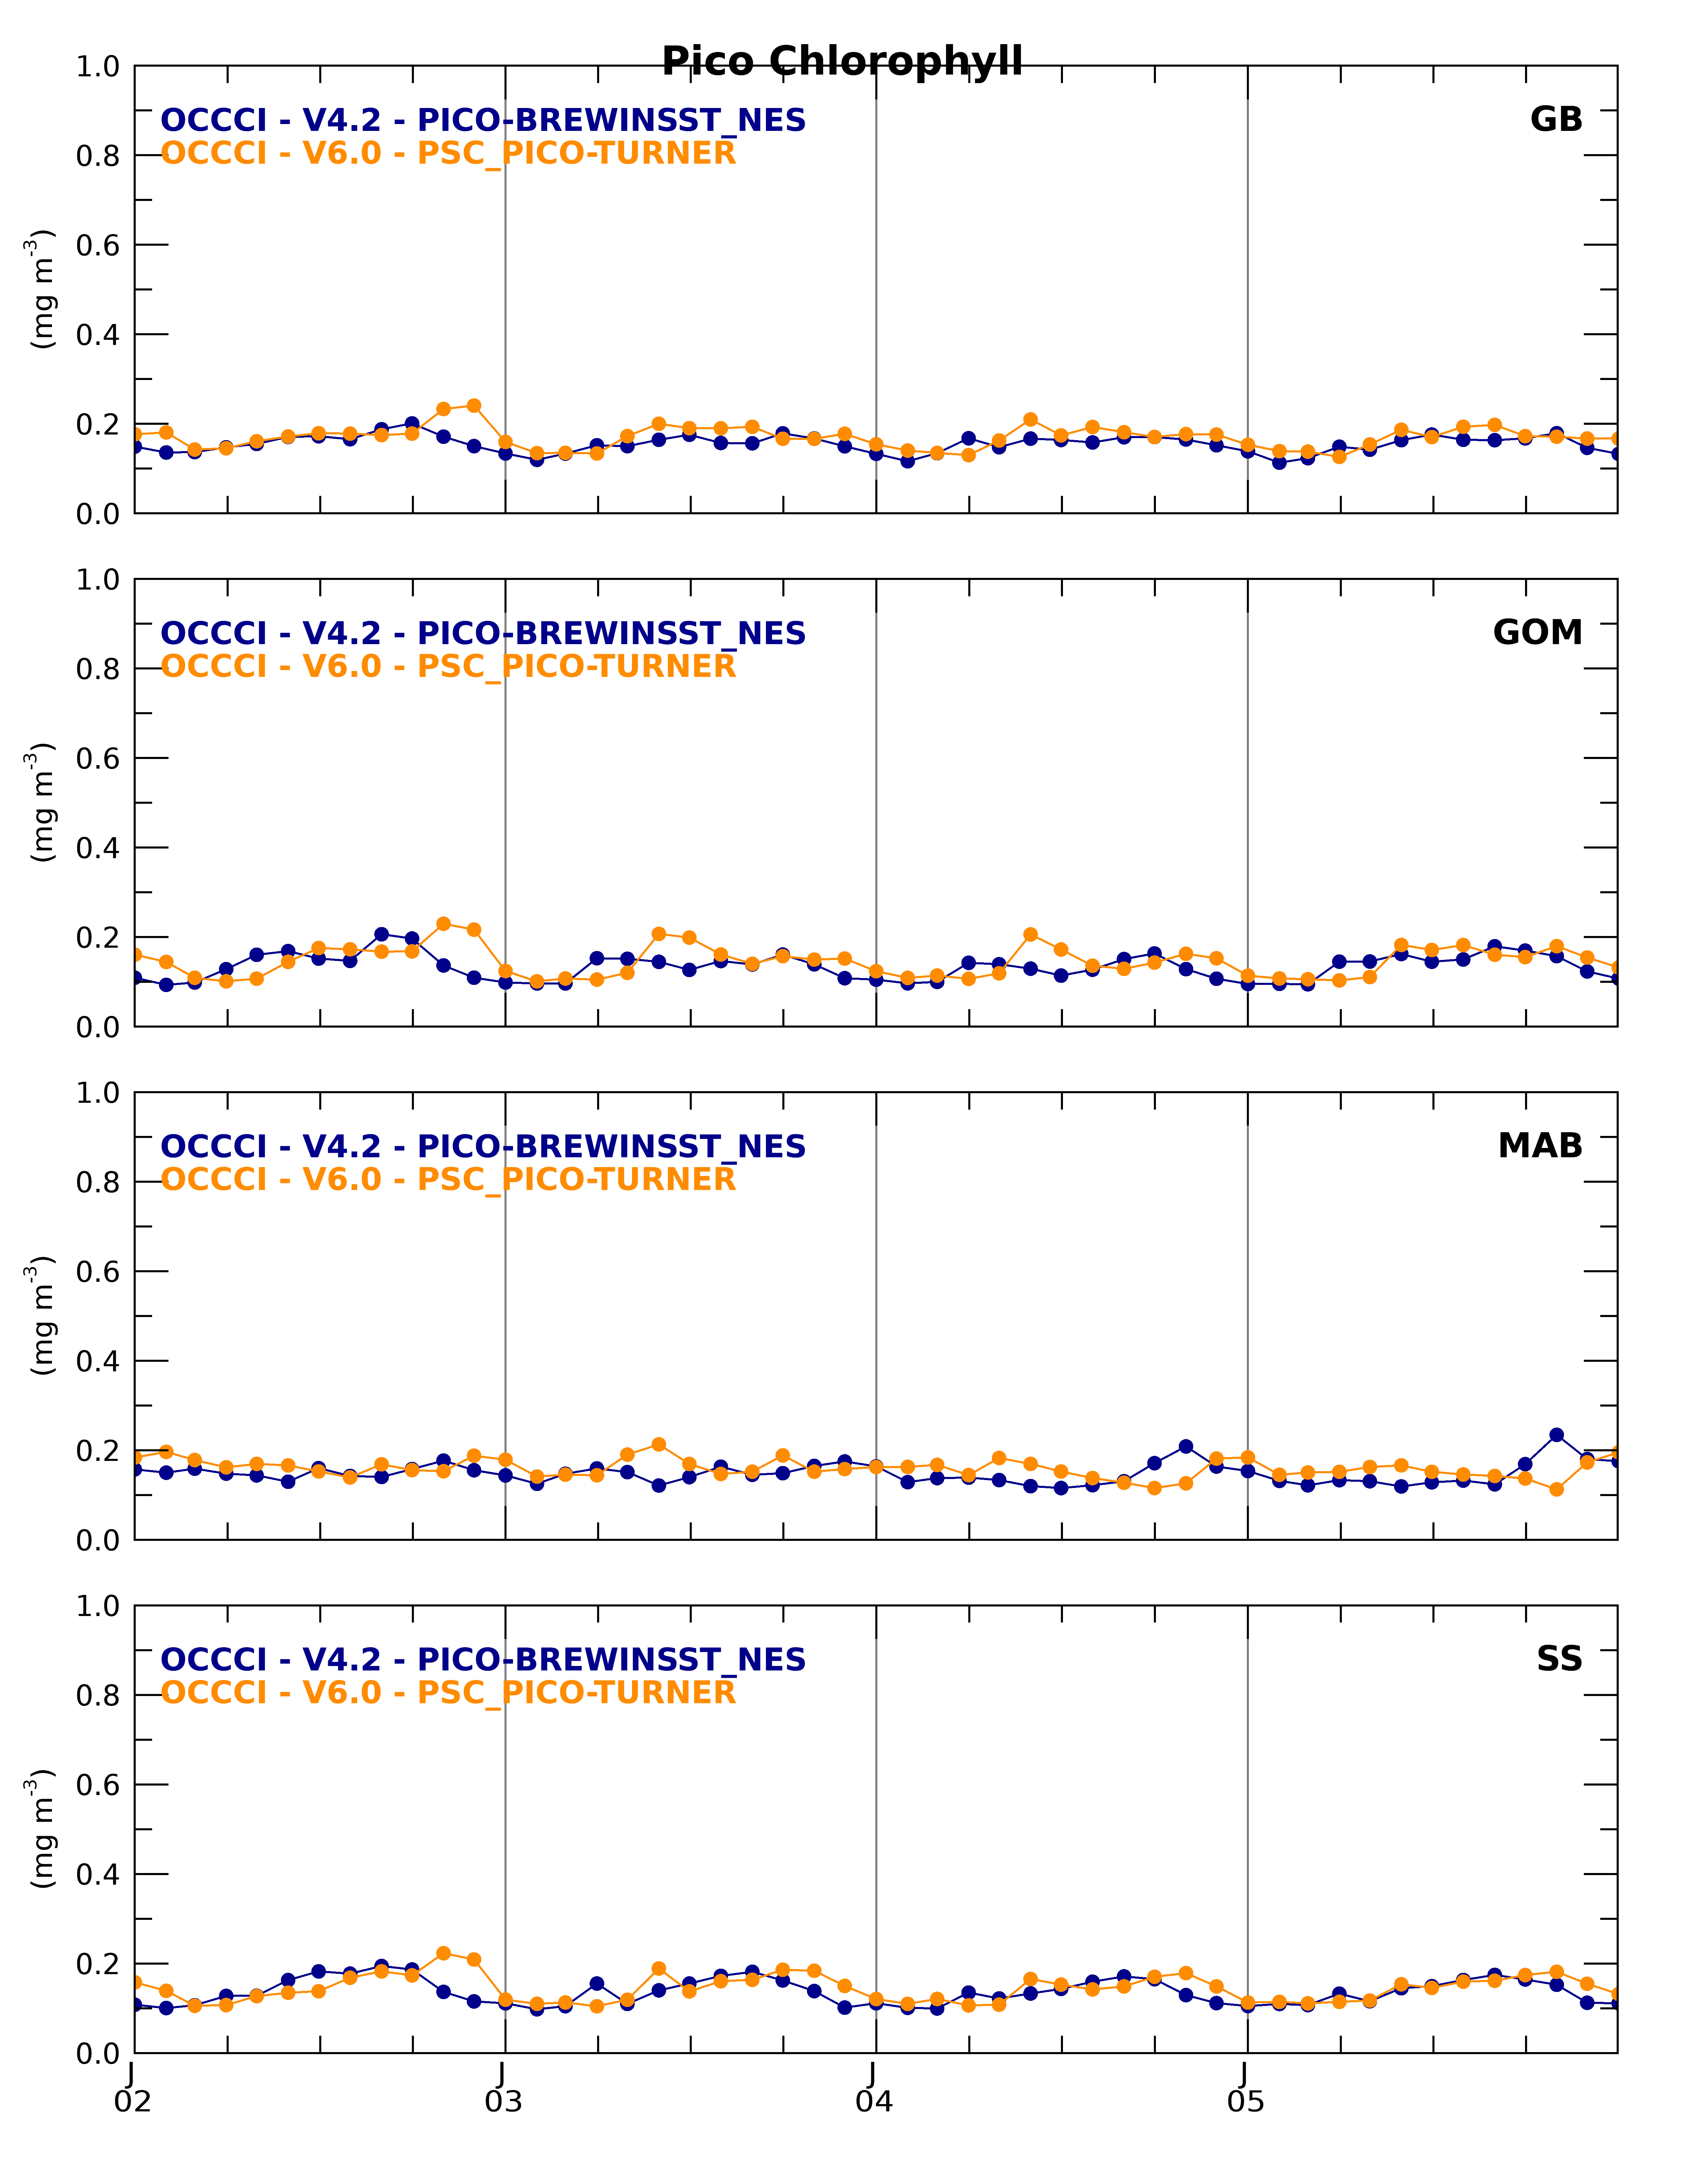 Pico Chlorophyll
1.0
OCCCI - V4.2 - PICO-BREWINSST_NES
GB
OCCCI - V6.0 - PSC_PICO-TURNER
0.8
0.6
(mg m-3)
0.4
0.2
0.0
1.0
OCCCI - V4.2 - PICO-BREWINSST_NES
GOM
OCCCI - V6.0 - PSC_PICO-TURNER
0.8
0.6
(mg m-3)
0.4
0.2
0.0
1.0
OCCCI - V4.2 - PICO-BREWINSST_NES
MAB
OCCCI - V6.0 - PSC_PICO-TURNER
0.8
0.6
(mg m-3)
0.4
0.2
0.0
1.0
OCCCI - V4.2 - PICO-BREWINSST_NES
SS
OCCCI - V6.0 - PSC_PICO-TURNER
0.8
0.6
(mg m-3)
0.4
0.2
0.0
J J J J
02 03 04 05